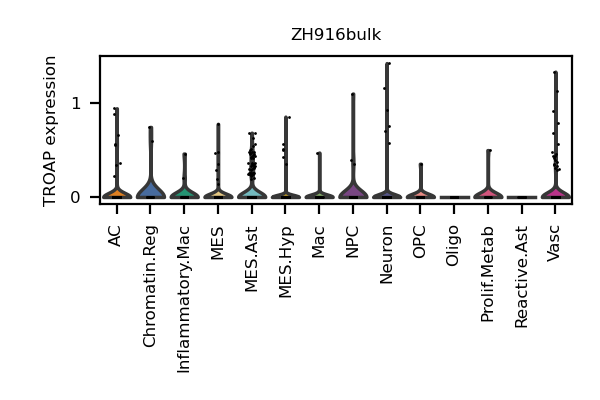 ZH916bulk
TROAP expression
1
0
AC
Chromatin.Reg
Inflammatory.Mac
MES
MES.Ast
MES.Hyp
Mac
NPC
Neuron
OPC
Oligo
Prolif.Metab
Reactive.Ast
Vasc